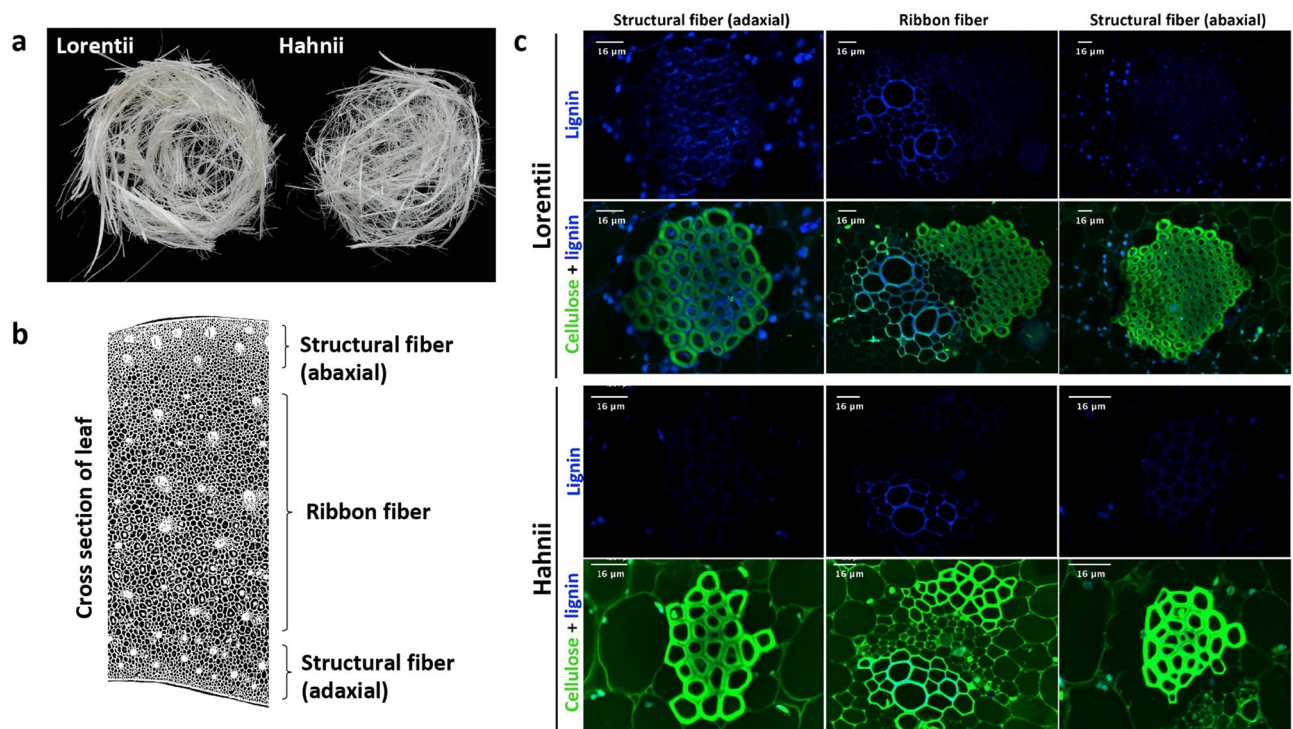 a
Lorentii
Hahnii
b
Cross section of leaf
Structural fiber
(abaxial)
Ribbon fiber
Structural fiber
(adaxial)
c
Structural fiber (adaxial)
Ribbon fiber
Structural fiber (abaxial)
Lorentii
Lignin
16 µm
16 µm
16 µm
Cellulose + lignin
16 µm
16 µm
16 µm
Hahnii
Lignin
16 µm
16 µm
16 µm
Cellulose + lignin
16 µm
16 µm
16 µm